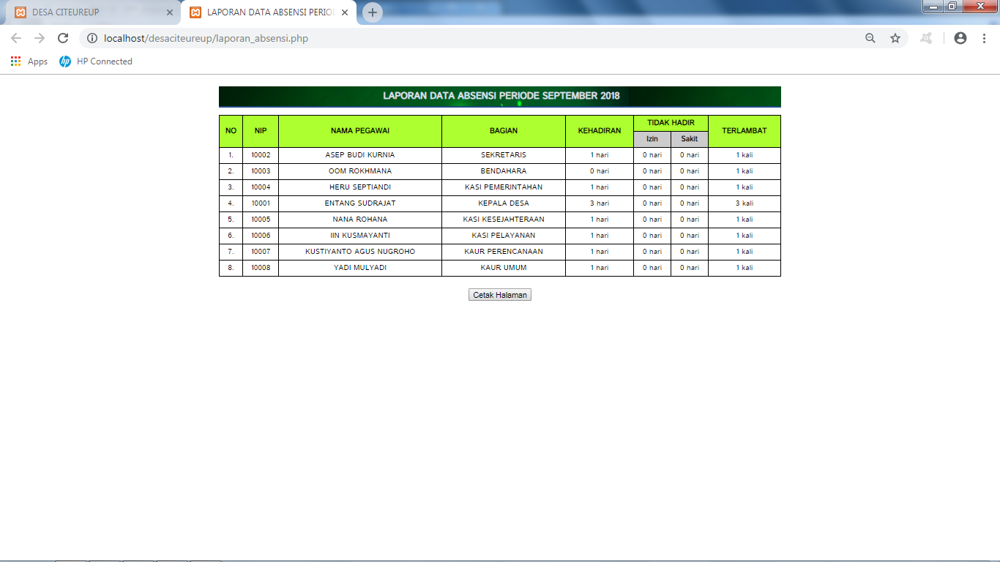 DESA CITEUREUP
LAPORAN DATA ABSENSI PERIOD
localhost/desaciteureup/laporan_absensi.php
Apps HP Connected
LAPORAN DATA ABSENSI PERIODE SEPTEMBER 2018
NO NIP NAMA PEGAWAI BAGIAN KEHADIRAN TIDAK HADIR TERLAMBAT
Izin Sakit
1. 10002 ASEP BUDI KURNIA SEKRETARIS 1 hari 0 hari 0 hari 1 kali
2. 10003 OOM ROKHMANA BENDAHARA 0 hari 0 hari 0 hari 1 kali
3. 10004 HERU SEPTIANDI KASI PEMERINTAHAN 1 hari 0 hari 0 hari 1 kali
4. 10001 ENTANG SUDRAJAT KEPALA DESA 3 hari 0 hari 0 hari 3 kali
5. 10005 NANA ROHANA KASI KESEJAHTERAAN 1 hari 0 hari 0 hari 1 kali
6. 10006 IIN KUSMAYANTI KASI PELAYANAN 1 hari 0 hari 0 hari 1 kali
7. 10007 KUSTIYANTO AGUS NUGROHO KAUR PERENCANAAN 1 hari 0 hari 0 hari 1 kali
8. 10008 YADI MULYADI KAUR UMUM 1 hari 0 hari 0 hari 1 kali
Cetak Halaman